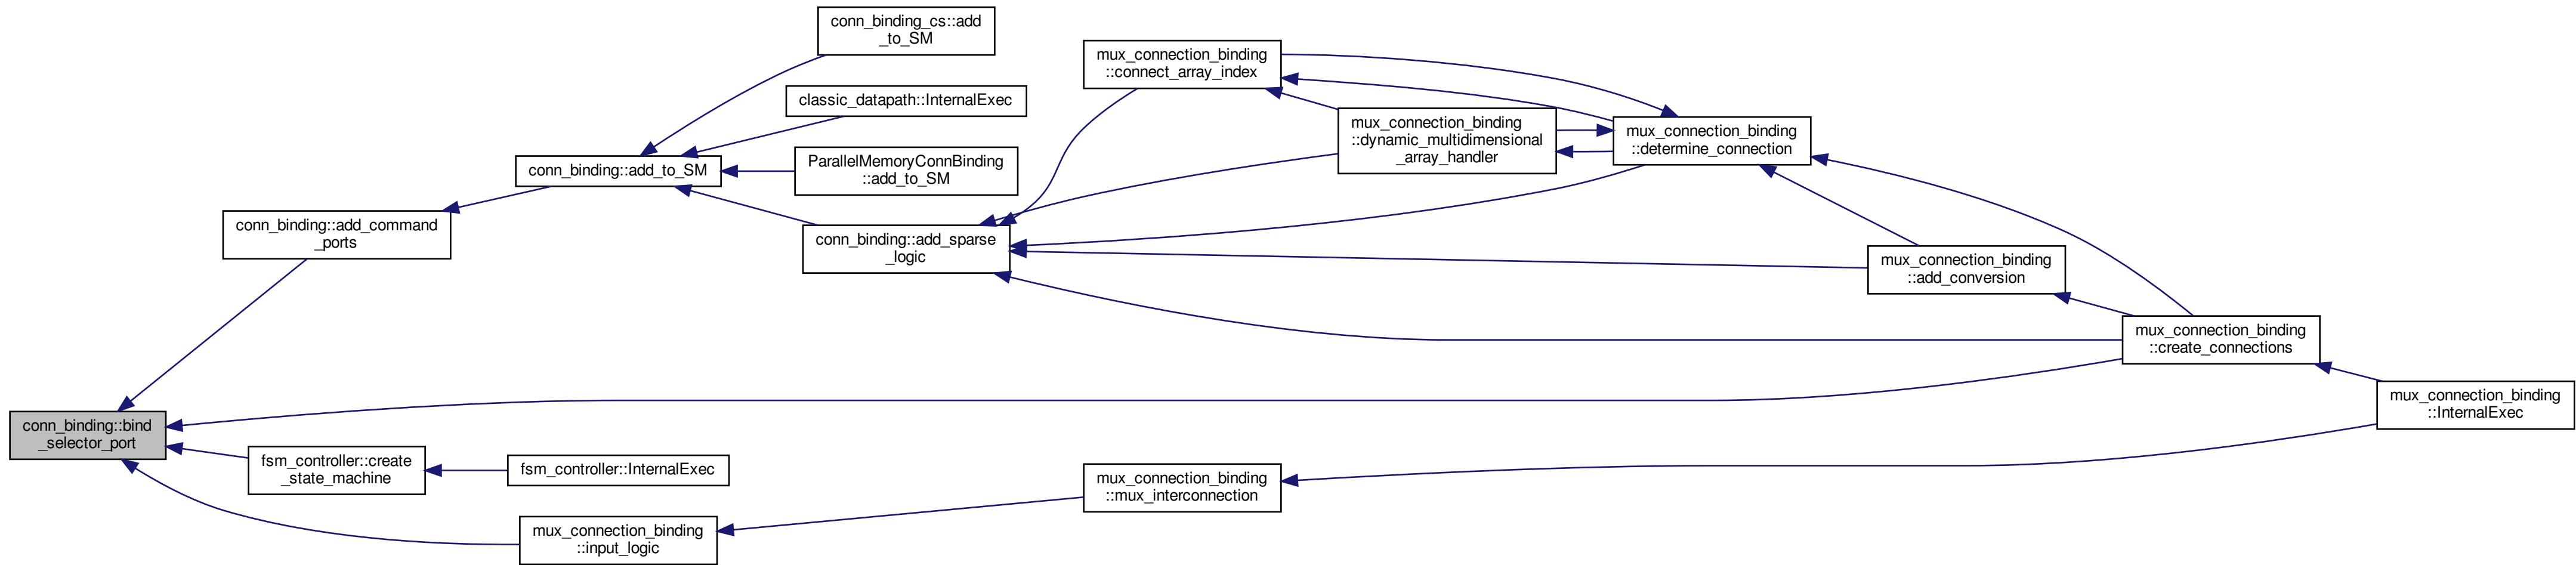 conn_binding_cs::add
_to_SM
classic_datapath::InternalExec
ParallelMemoryConnBinding
::add_to_SM
conn_binding::add_to_SM
conn_binding::add_command
_ports
conn_binding::add_sparse
_logic
mux_connection_binding
::connect_array_index
mux_connection_binding
::dynamic_multidimensional
_array_handler
mux_connection_binding
::determine_connection
mux_connection_binding
::add_conversion
mux_connection_binding
::create_connections
mux_connection_binding
::InternalExec
conn_binding::bind
_selector_port
fsm_controller::create
_state_machine
fsm_controller::InternalExec
mux_connection_binding
::mux_interconnection
mux_connection_binding
::input_logic